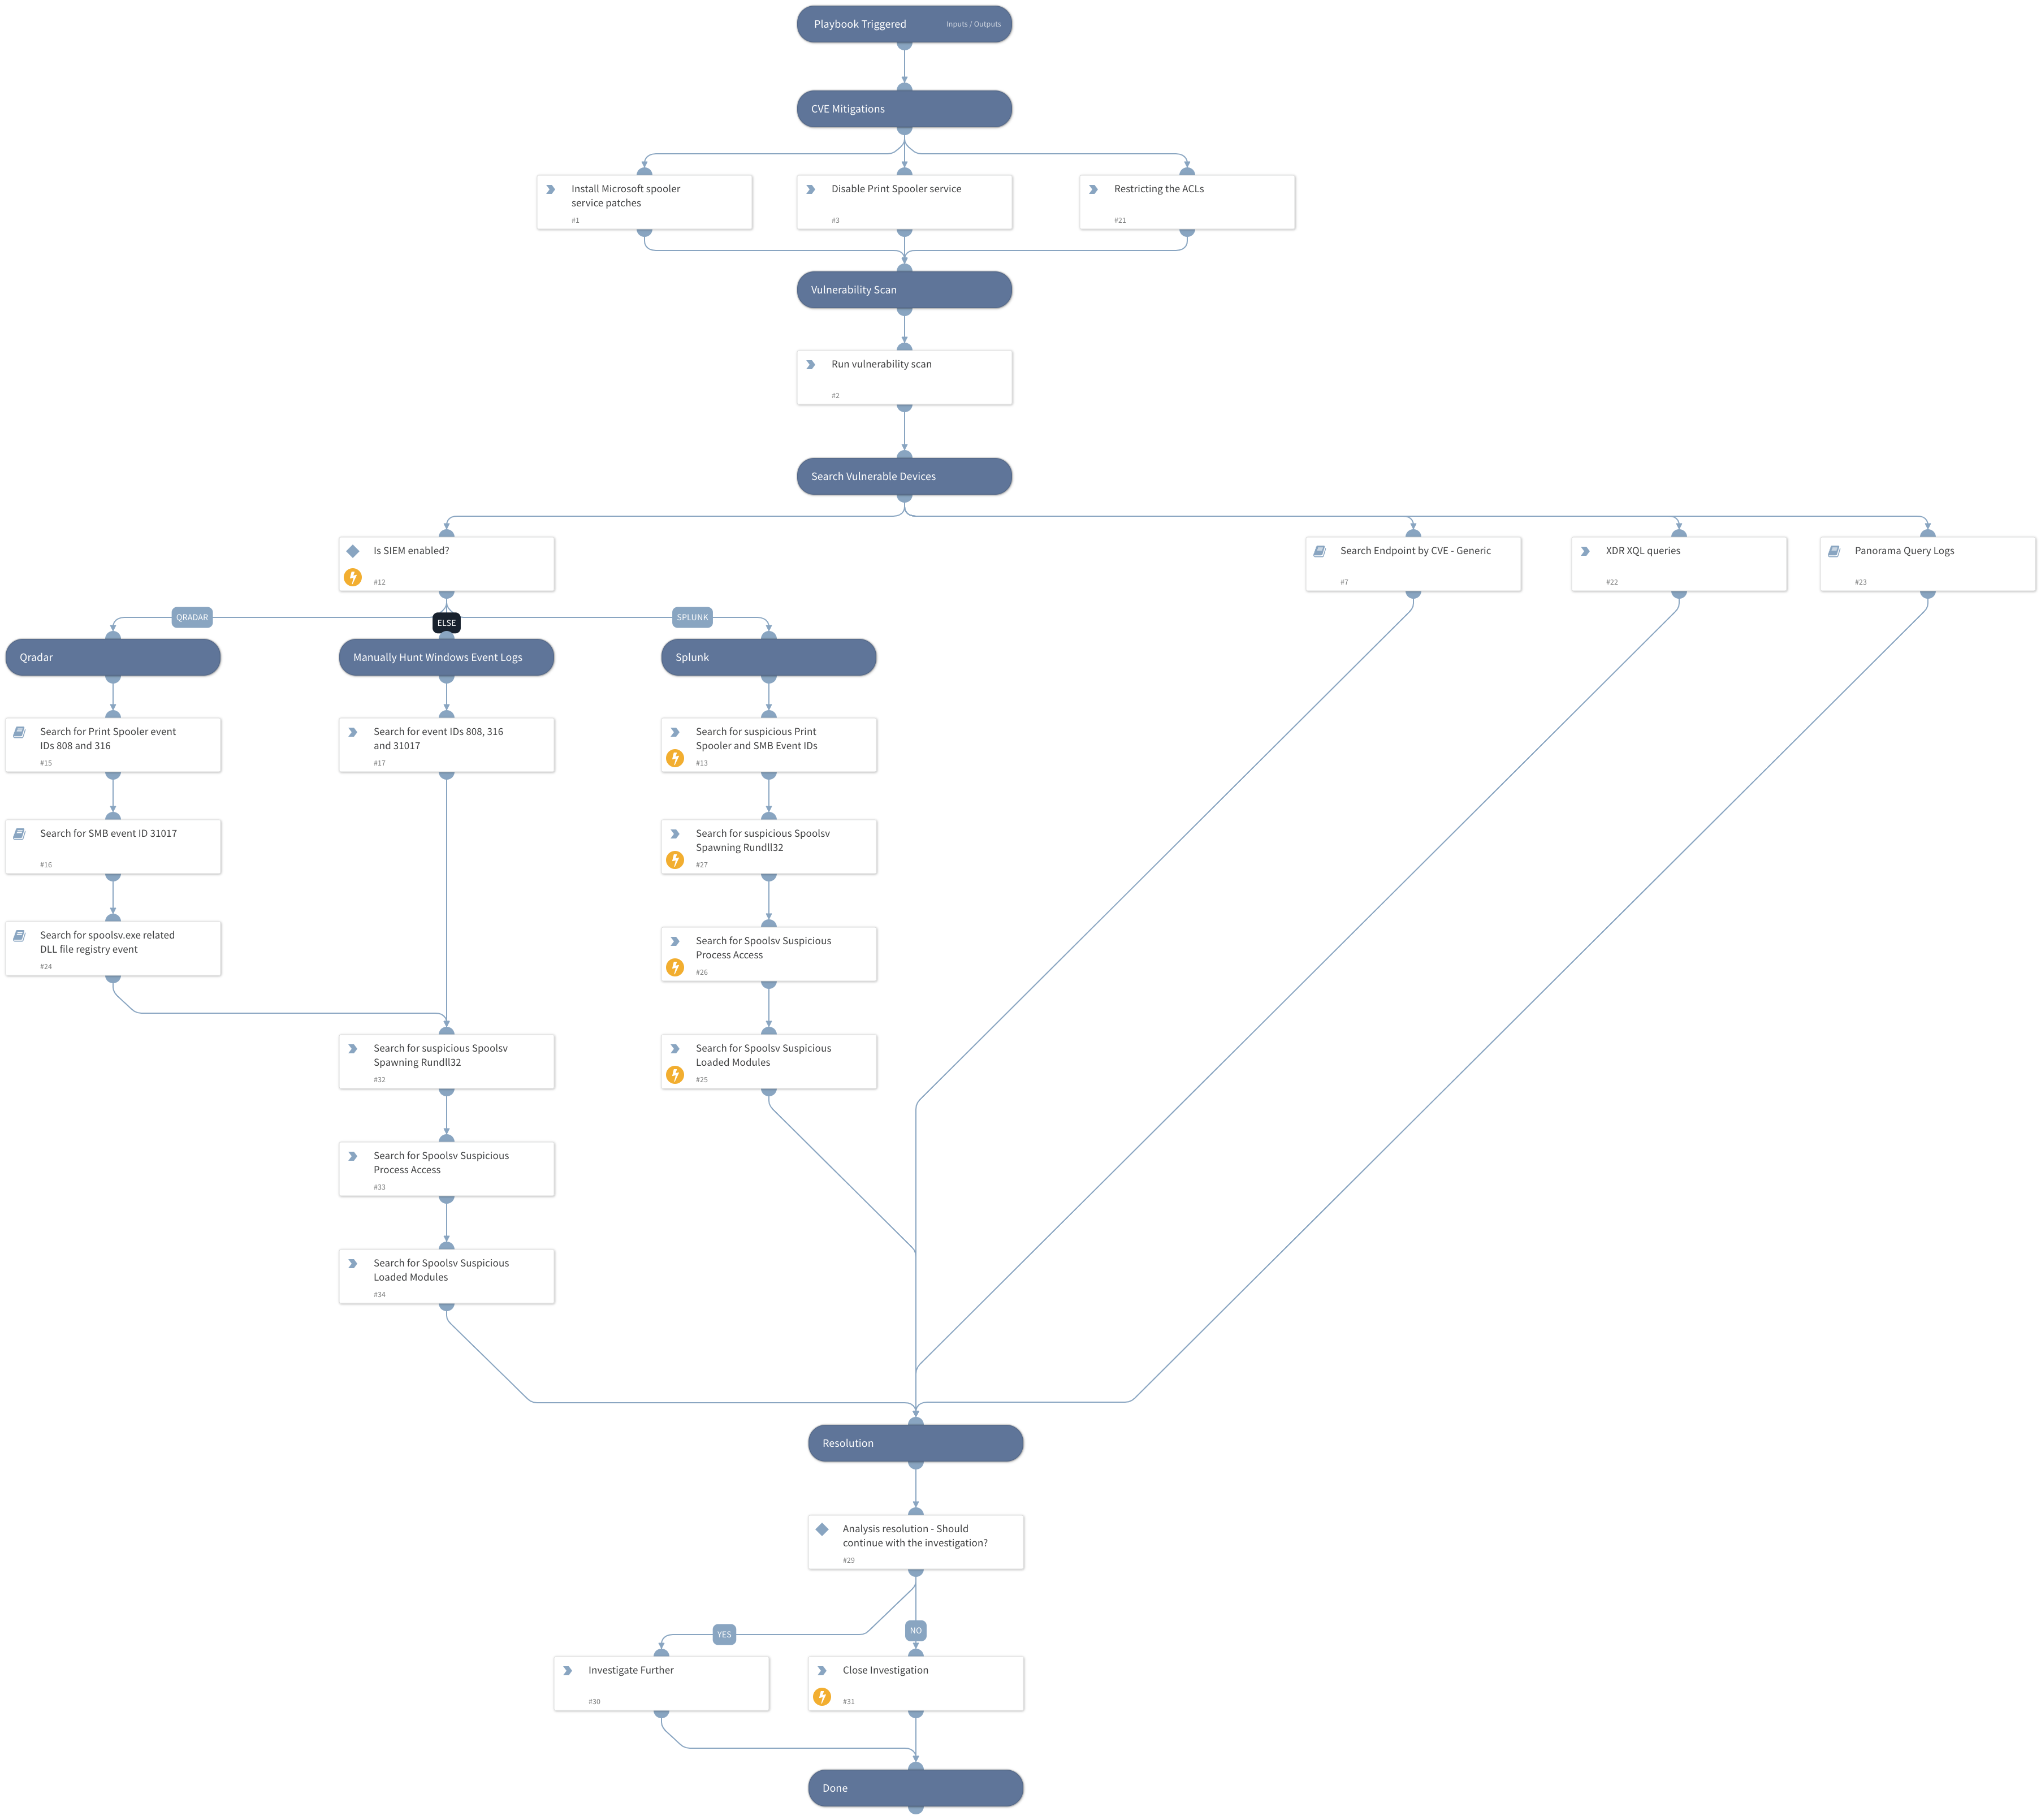 Playbook Triggered
Inputs / Outputs
CVE Mitigations
Install Microsoft spooler
service patches
#1
Disable Print Spooler service
#3
Restricting the ACLs
#21
Vulnerability Scan
Run vulnerability scan
#2
Search Vulnerable Devices
Is SIEM enabled?
#12
Search Endpoint by CVE - Generic
#7
XDR XQL queries
#22
Panorama Query Logs
#23
QRADAR
ELSE
SPLUNK
Qradar
Manually Hunt Windows Event Logs
Splunk
Search for Print Spooler event
IDs 808 and 316
#15
Search for event IDs 808, 316
and 31017
#17
Search for suspicious Print
Spooler and SMB Event IDs
#13
Search for SMB event ID 31017
#16
Search for suspicious Spoolsv
Spawning Rundll32
#27
Search for spoolsv.exe related
DLL file registry event
#24
Search for Spoolsv Suspicious
Process Access
#26
Search for suspicious Spoolsv
Spawning Rundll32
#32
Search for Spoolsv Suspicious
Loaded Modules
#25
Search for Spoolsv Suspicious
Process Access
#33
Search for Spoolsv Suspicious
Loaded Modules
#34
Resolution
Analysis resolution - Should
continue with the investigation?
#29
YES
NO
Investigate Further
#30
Close Investigation
#31
Done